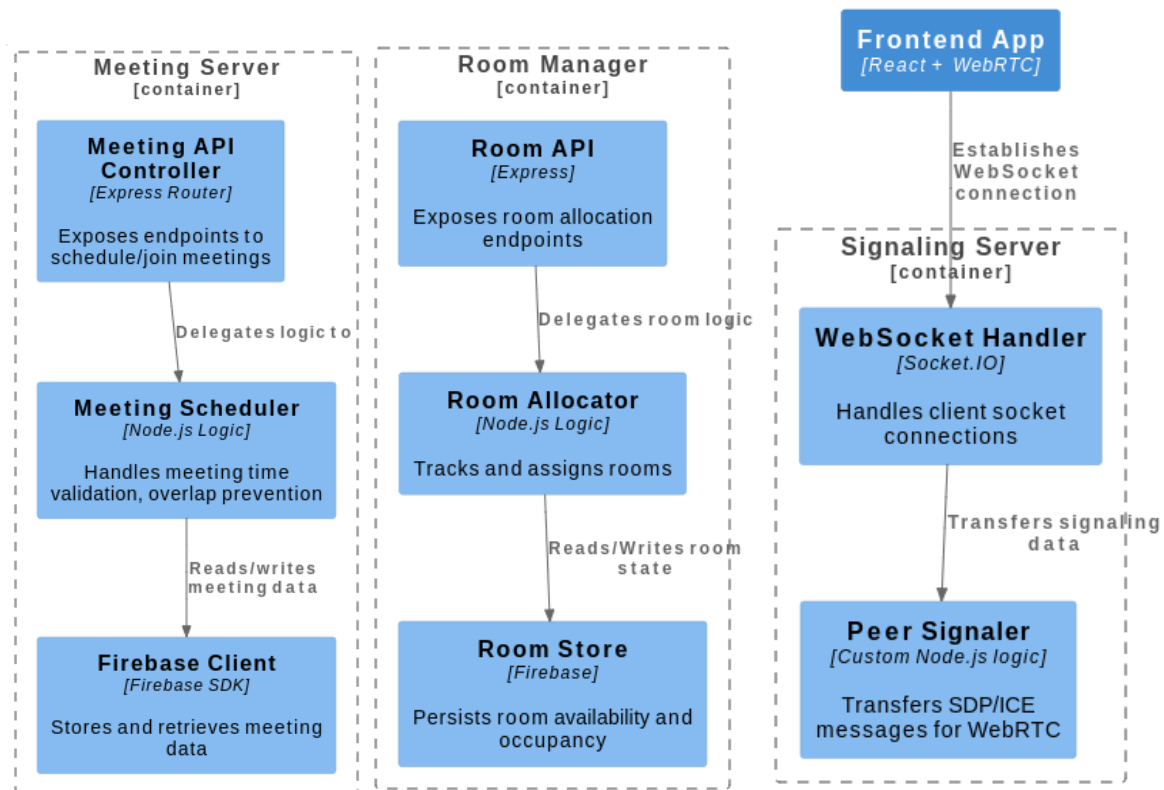 Meeting Server
[container]
Meeting API
Controller
[Express Router]
Exposes endpoints to
schedule/join meetings
Delegates logic to
Meeting Scheduler
[Node.js Logic]
Handles meeting time
validation, overlap prevention
Reads/writes
meeting data
Firebase Client
[Firebase SDK]
Stores and retrieves meeting
data
Room Manager
[container]
Room API
[Express]
Exposes room allocation
endpoints
Delegates room logic
Room Allocator
[Node.js Logic]
Tracks and assigns rooms
Reads/Writes room
state
Room Store
[Firebase]
Persists room availability and
occupancy
Frontend App
[React + WebRTC]
Establishes
WebSocket
connection
Signaling Server
[container]
WebSocket Handler
[Socket.IO]
Handles client socket
connections
Transfers signaling
data
Peer Signaler
[Custom Node.js logic]
Transfers SDP/ICE
messages for WebRTC